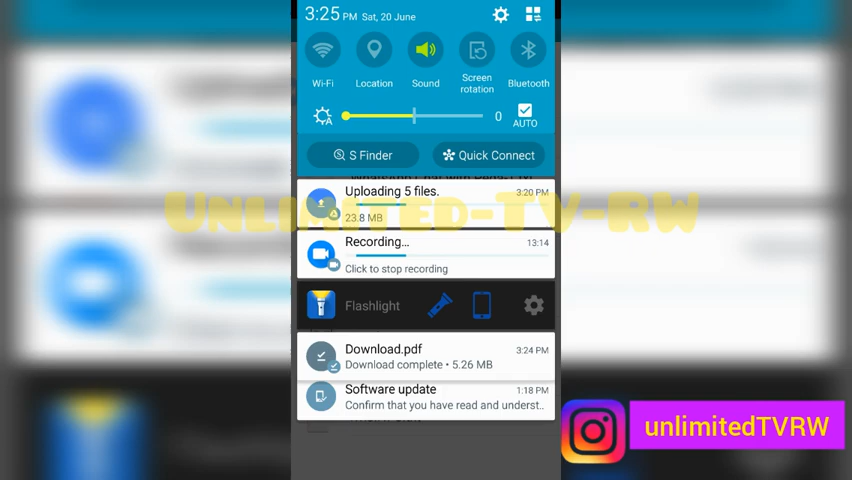 3:25 PM Sat, 20 June
Wi-Fi
Location
Sound
Screen rotation
Bluetooth
A
0
AUTO
S Finder
Quick Connect
Uploading 5 files.
3:20 PM
23.8 MB
Unlimited-TV-RW
Recording...
13:14
Click to stop recording
Flashlight
Download.pdf
3:24 PM
Download complete • 5.26 MB
Software update
1:18 PM
Confirm that you have read and underst..
unlimitedTVRW